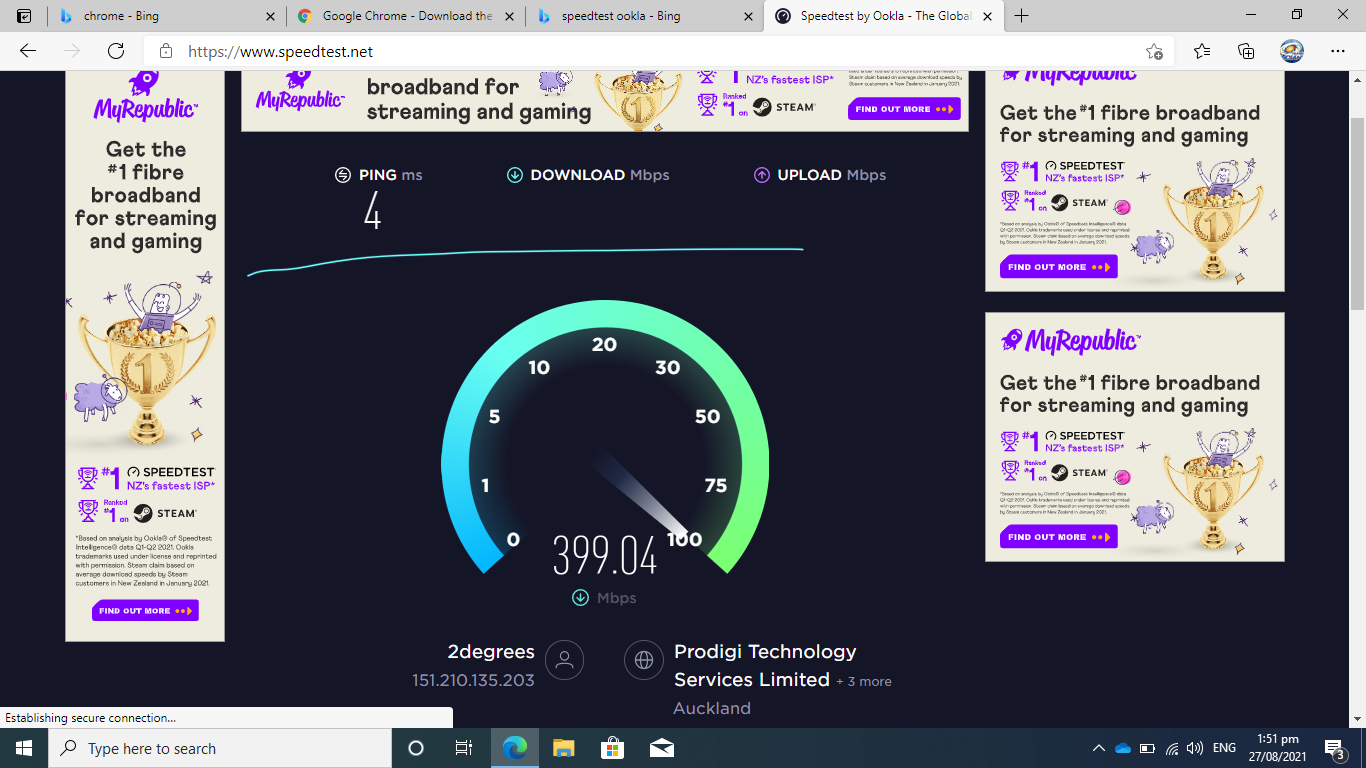 chrome - Bing
Google Chrome - Download the
speedtest ookla - Bing
Speedtest by Ookla - The Global
https://www.speedtest.net
MyRepublic™
Get the
#1 fibre
broadband
for streaming
and gaming
#1 SPEEDTEST®
NZ's fastest ISP*
Ranked
#1 on STEAM®
*Based on analysis by Ookla® of Speedtest
Intelligence® data Q1-Q2 2021. Ookla
trademarks used under license and reprinted
with permission. Steam claim based on
average download speeds by Steam
customers in New Zealand in January 2021.
FIND OUT MORE
MyRepublic™
broadband for
streaming and gaming
#1 NZ's fastest ISP*
Ranked
#1 on STEAM®
FIND OUT MORE
PING ms
4
DOWNLOAD Mbps
UPLOAD Mbps
0
1
5
10
20
30
50
75
100
399.04
Mbps
2degrees
151.210.135.203
Prodigi Technology
Services Limited + 3 more
Auckland
MyRepublic
Get the #1 fibre broadband
for streaming and gaming
#1 SPEEDTEST®
NZ's fastest ISP*
Ranked
#1 on STEAM®
*Based on analysis by Ookla® of Speedtest Intelligence® data
Q1-Q2 2021. Ookla trademarks used under license and reprinted
with permission. Steam claim based on average download speeds
by Steam customers in New Zealand in January 2021.
FIND OUT MORE
MyRepublic™
Get the #1 fibre broadband
for streaming and gaming
#1 SPEEDTEST®
NZ's fastest ISP*
Ranked
#1 on STEAM®
*Based on analysis by Ookla® of Speedtest Intelligence® data
Q1-Q2 2021. Ookla trademarks used under license and reprinted
with permission. Steam claim based on average download speeds
by Steam customers in New Zealand in January 2021.
FIND OUT MORE
Establishing secure connection...
Type here to search
ENG
1:51 pm
27/08/2021
3